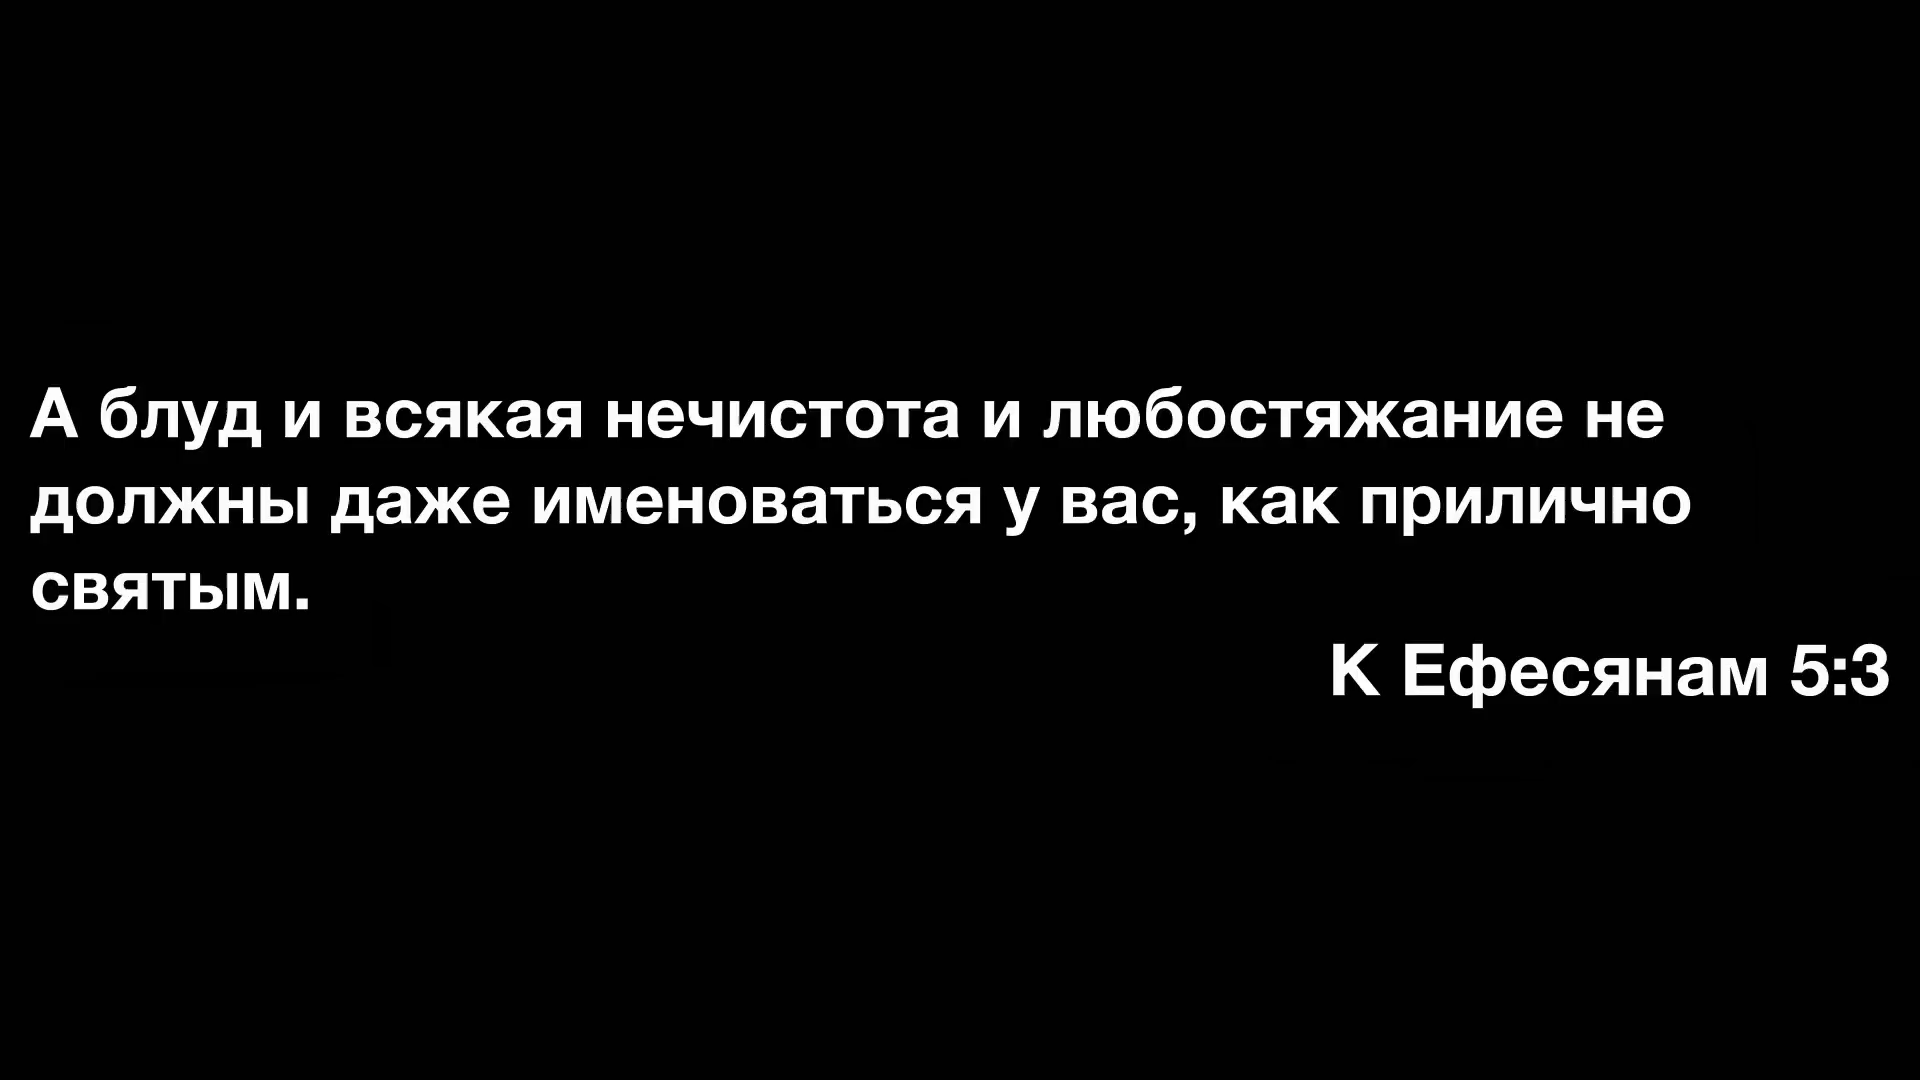 А блуд и всякая нечистота и любостяжание не
должны даже именоваться у вас, как прилично
святым.
К Ефесянам 5:3